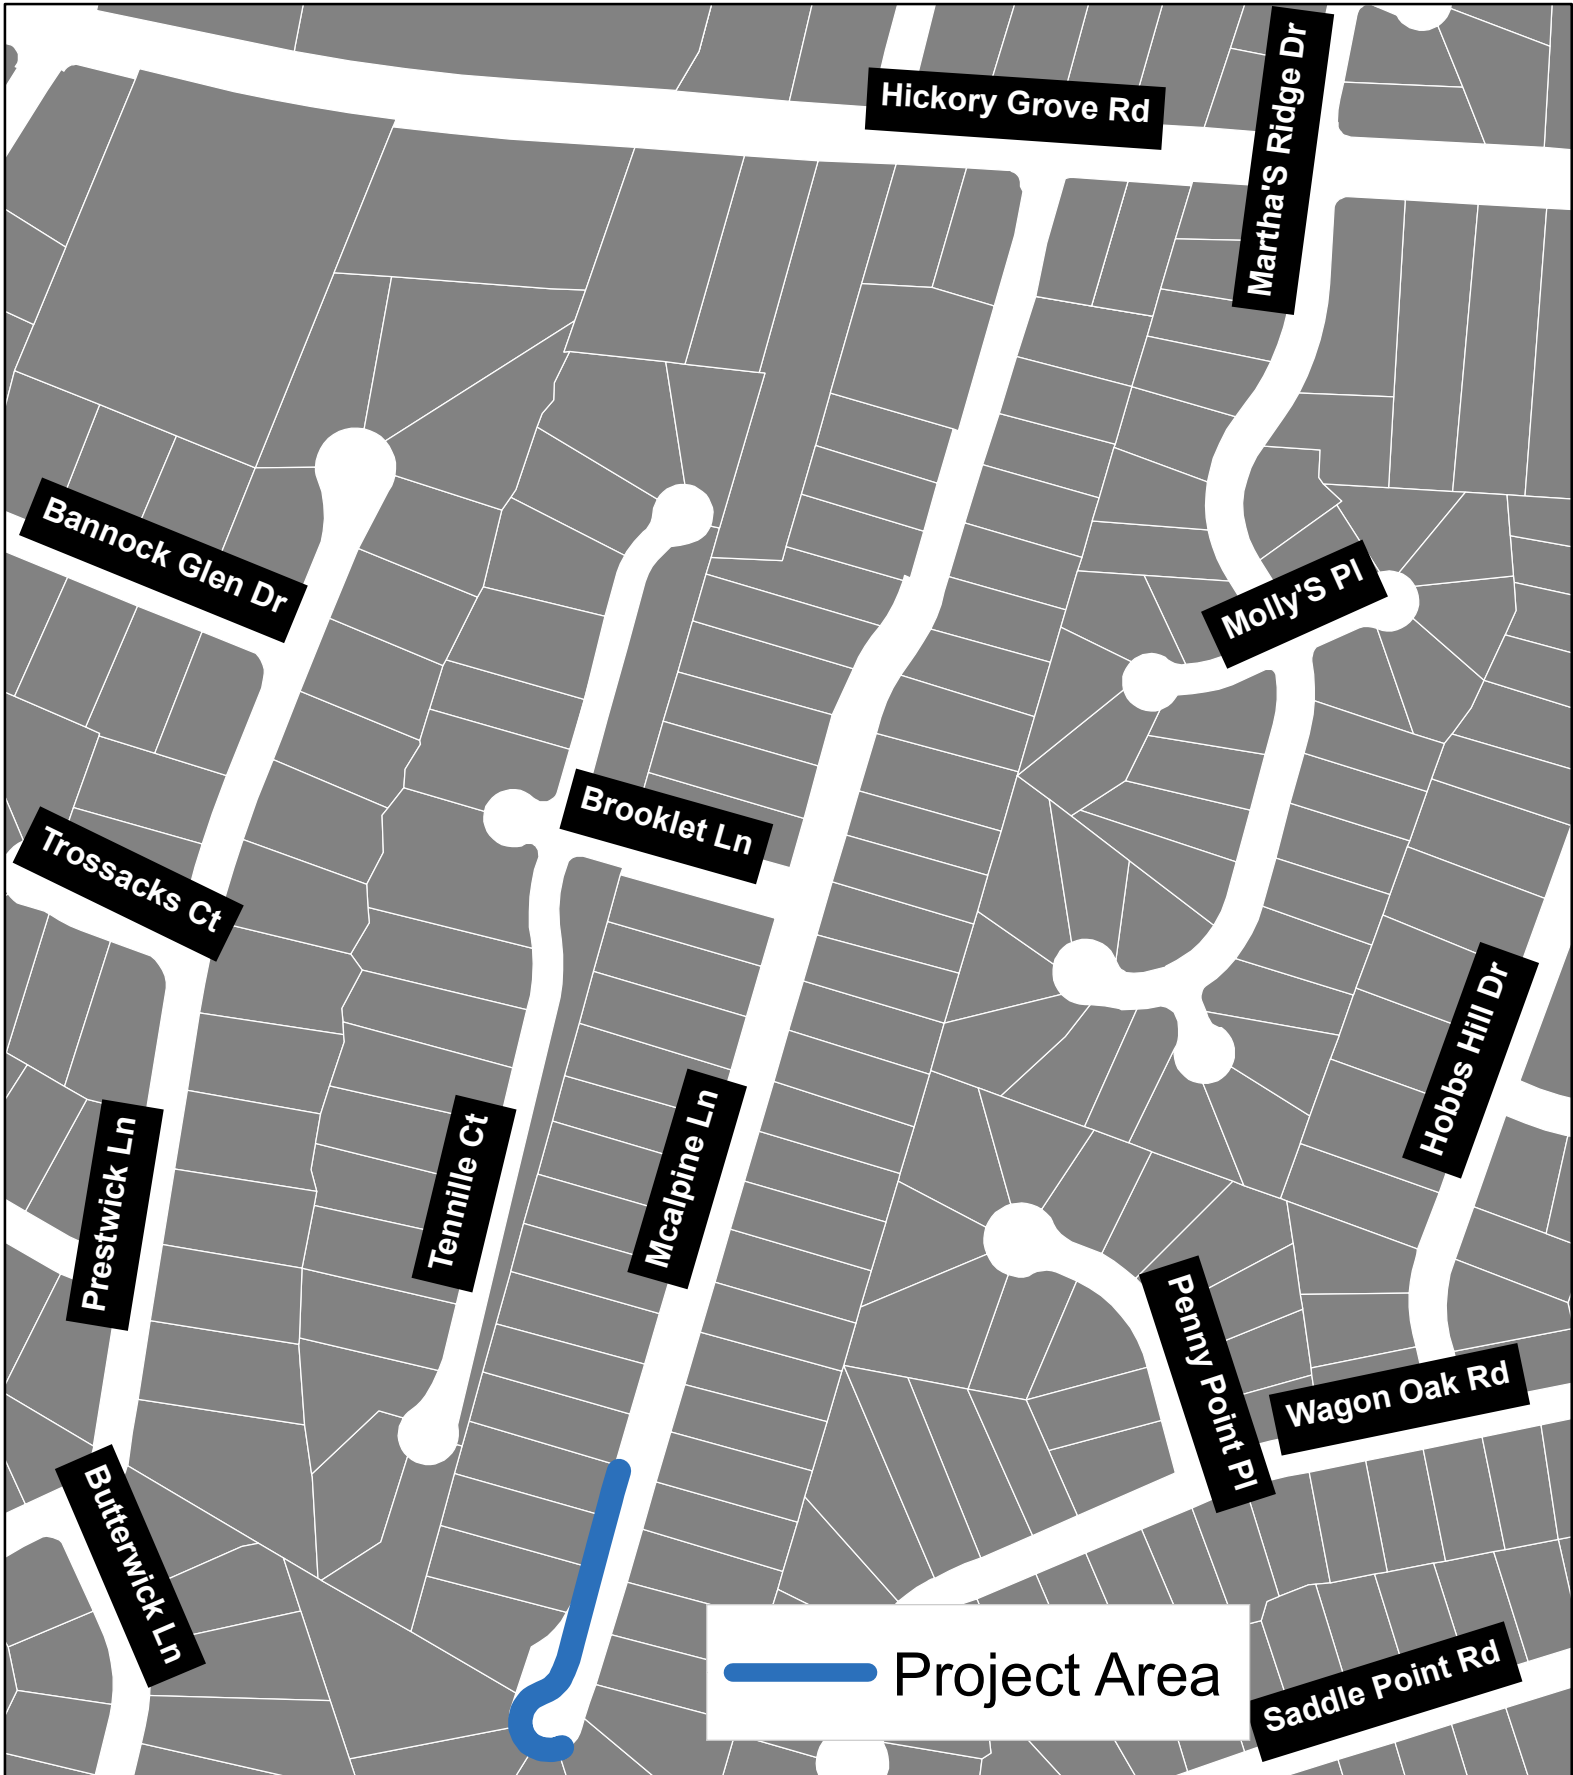 Hickory Grove Rd
Martha'S Ridge Dr
Bannock Glen Dr
Molly'S Pl
Brooklet Ln
Trossacks Ct
Hobbs Hill Dr
Prestwick Ln
Tennille Ct
Mcalpine Ln
Penny Point Pl
Wagon Oak Rd
Butterwick Ln
Project Area
Saddle Point Rd